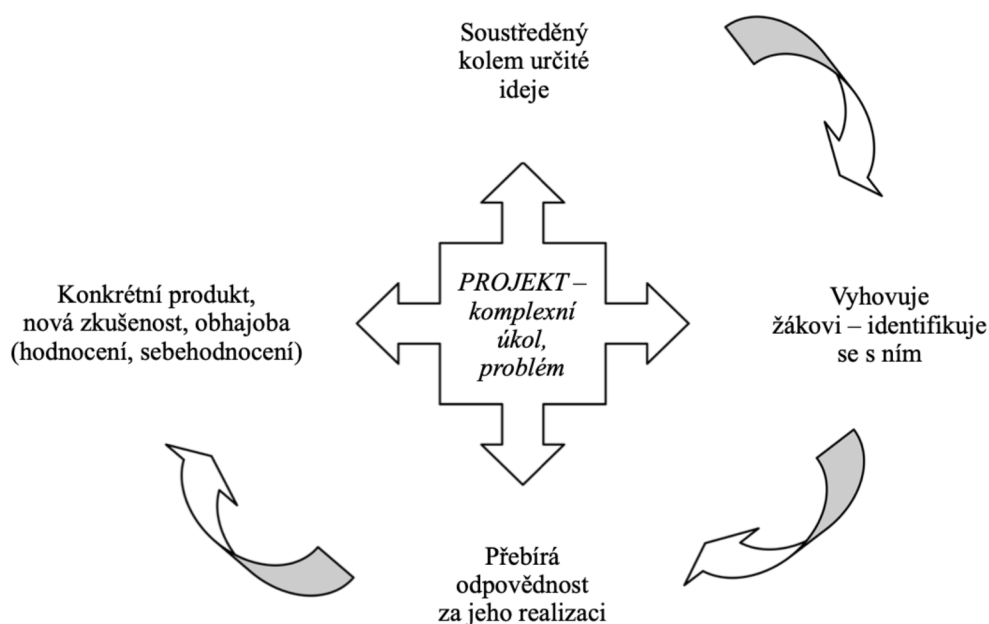 Soustředěný
kolem určité
ideje
PROJEKT –
komplexní
úkol,
problém
Konkrétní produkt,
nová zkušenost, obhajoba
(hodnocení, sebehodnocení)
Vyhovuje
žákovi – identifikuje
se s ním
Přebírá
odpovědnost
za jeho realizaci